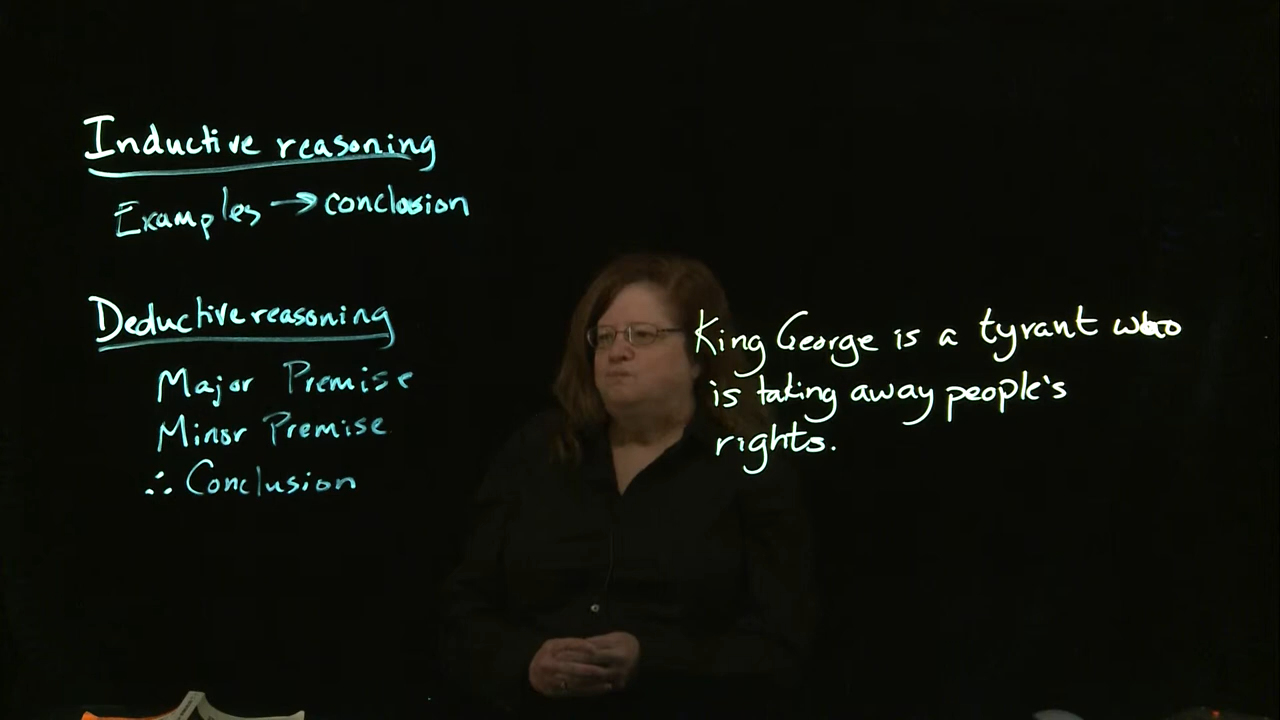 Inductive reasoning
Examples → conclusion
Deductive reasoning
Major Premise
Minor Premise
∴ Conclusion
King George is a tyrant who
is taking away people's
rights.